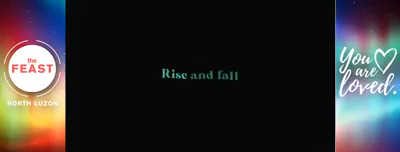 the
FEAST
NORTH LUZON
Rise and fall
You
are
loved.